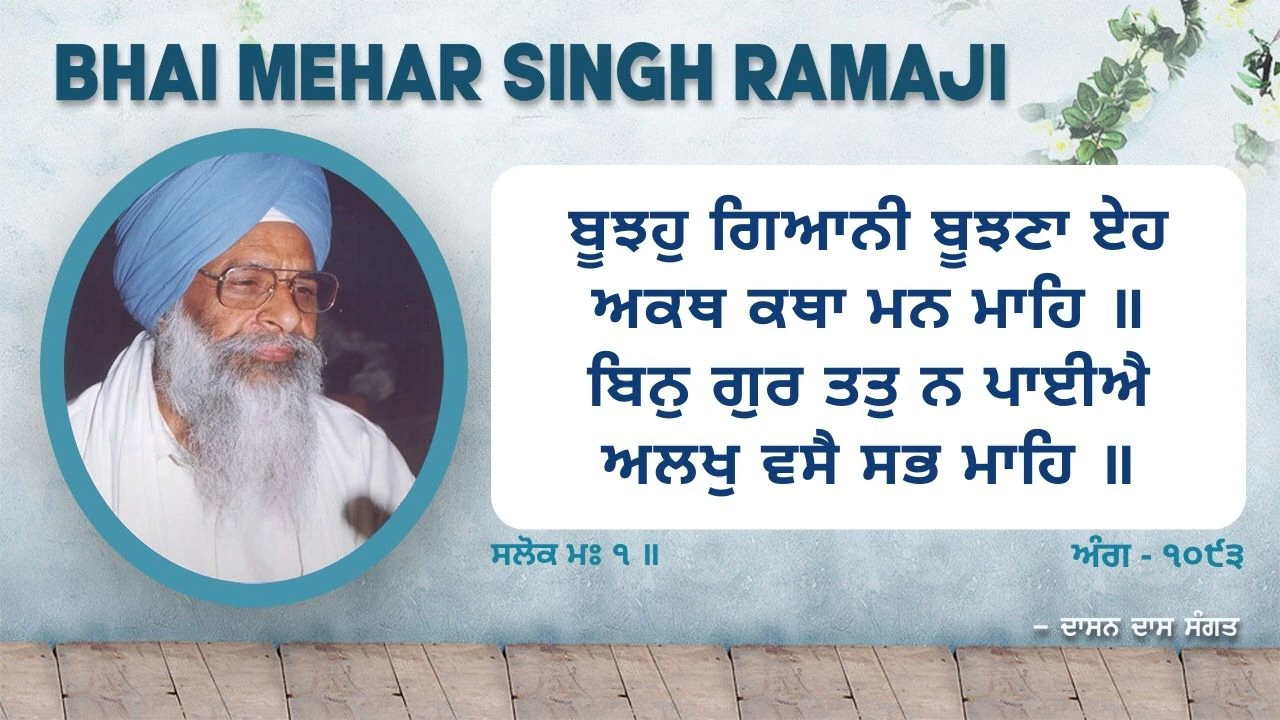 BHAI MEHAR SINGH RAMAJI
ਬੂਝਹੁ ਗਿਆਨੀ ਬੂਝਣਾ ਏਹ
ਅਕਥ ਕਥਾ ਮਨ ਮਾਹਿ ॥
ਬਿਨੁ ਗੁਰ ਤਤੁ ਨ ਪਾਈਐ
ਅਲਖੁ ਵਸੈ ਸਭ ਮਾਹਿ ॥
ਸਲੋਕ ਮਃ ੧ ॥
ਅੰਗ - ੧੦੯੩
– ਦਾਸਨ ਦਾਸ ਸੰਗਤ